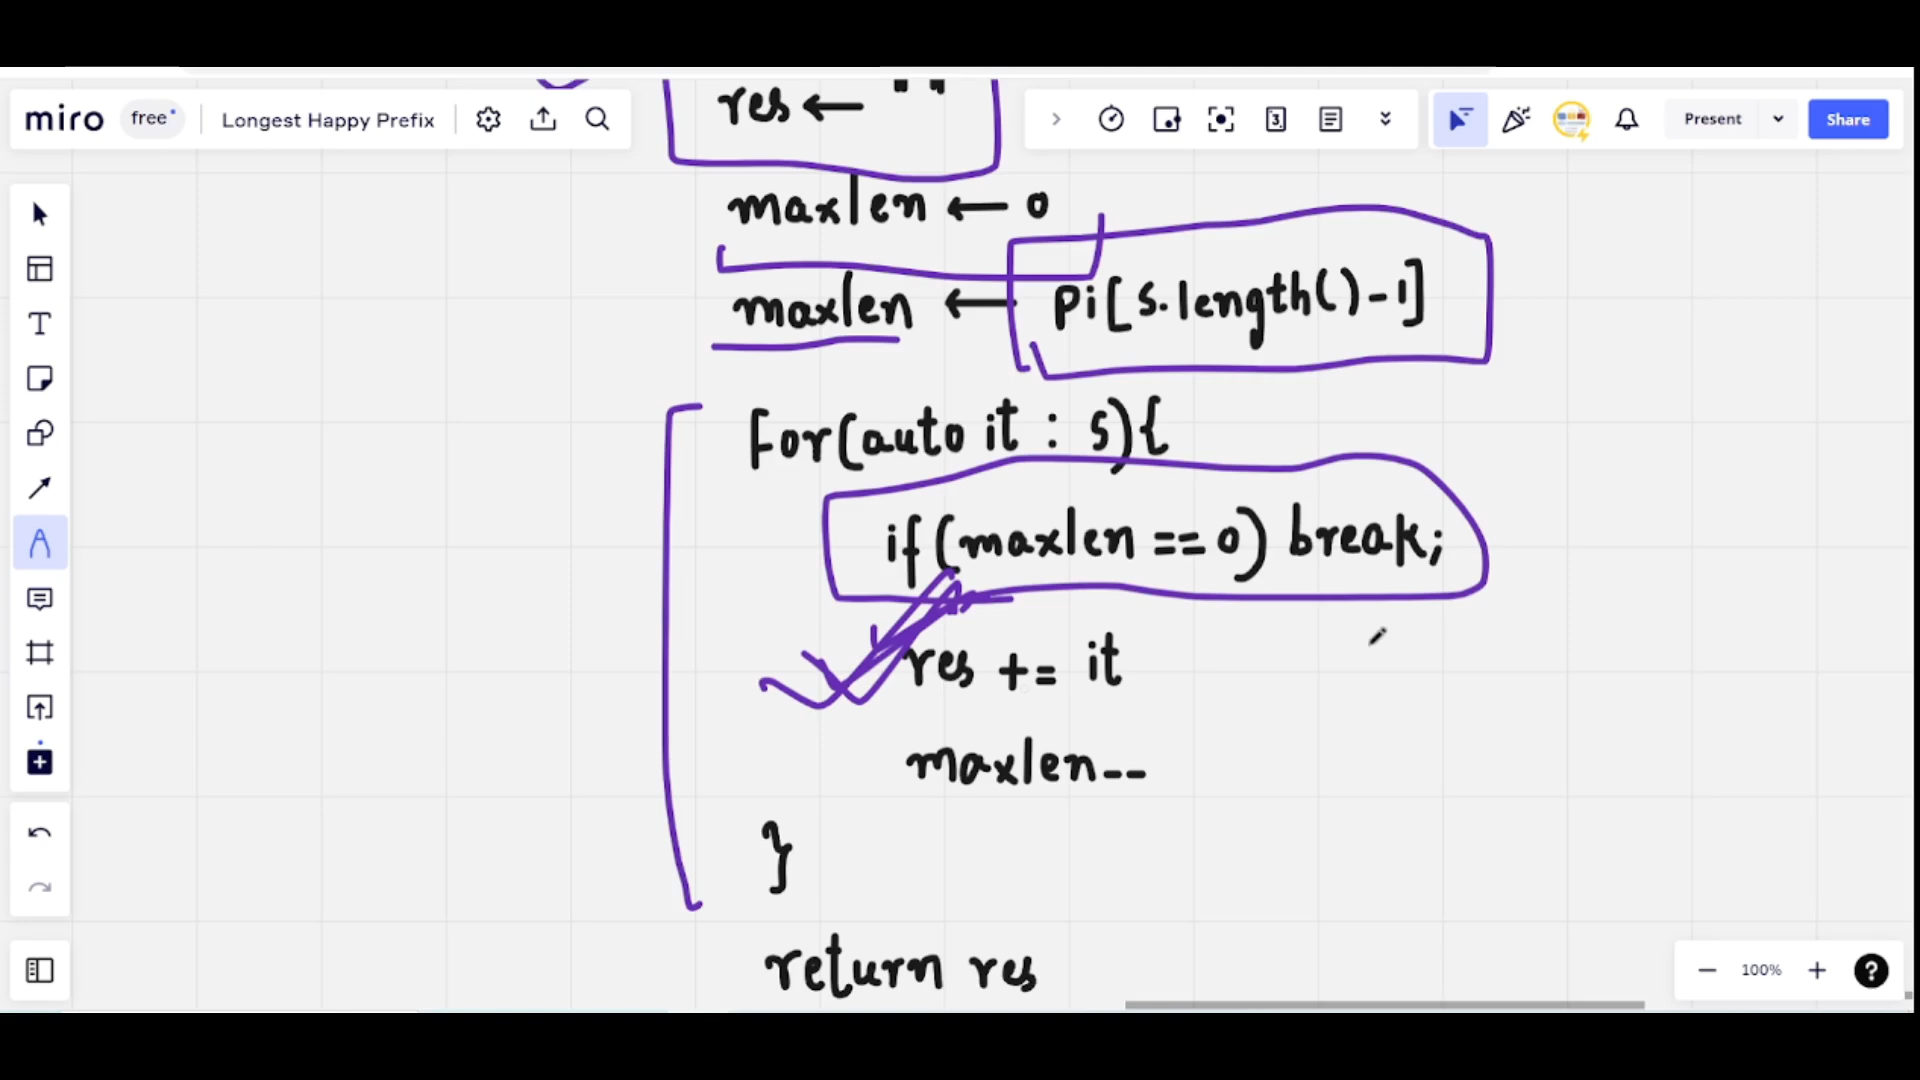 res ← " "
miro free Longest Happy Prefix Present Share
maxlen ← 0
maxlen ← Pi[s.length()-1]
for(auto it : s){
if(maxlen == 0) break;
res += it
maxlen--
}
return res
100%